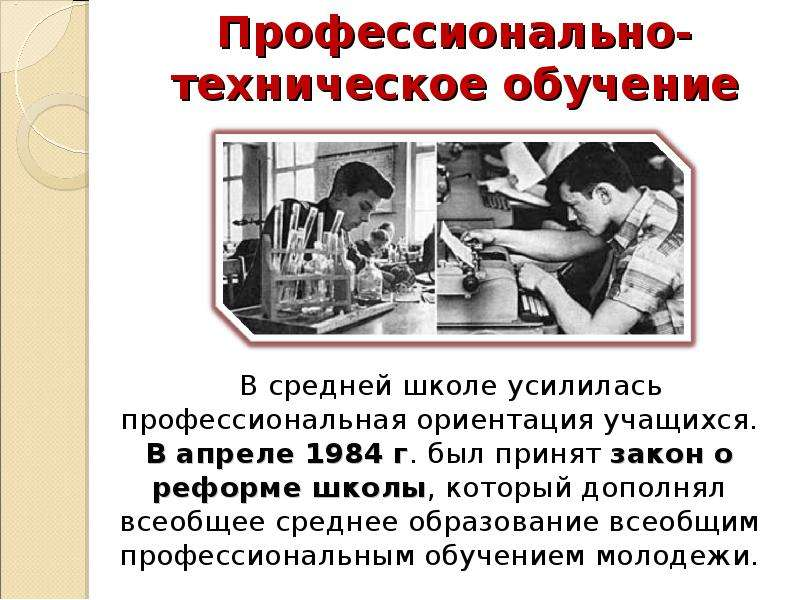 Профессионально-
техническое обучение
В средней школе усилилась
профессиональная ориентация учащихся.
В апреле 1984 г. был принят закон о
реформе школы, который дополнял
всеобщее среднее образование всеобщим
профессиональным обучением молодежи.